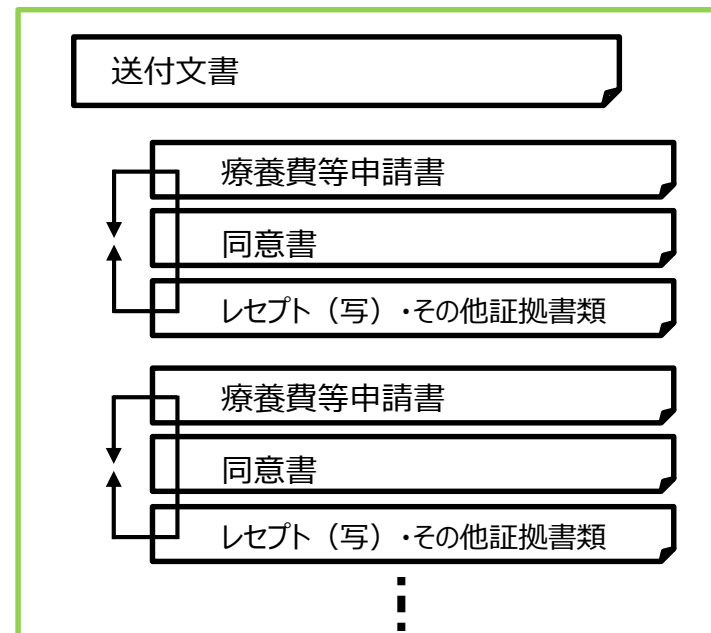 送付文書
療養費等申請書
同意書
レセプト（写）・その他証拠書類
療養費等申請書
同意書
レセプト（写）・その他証拠書類